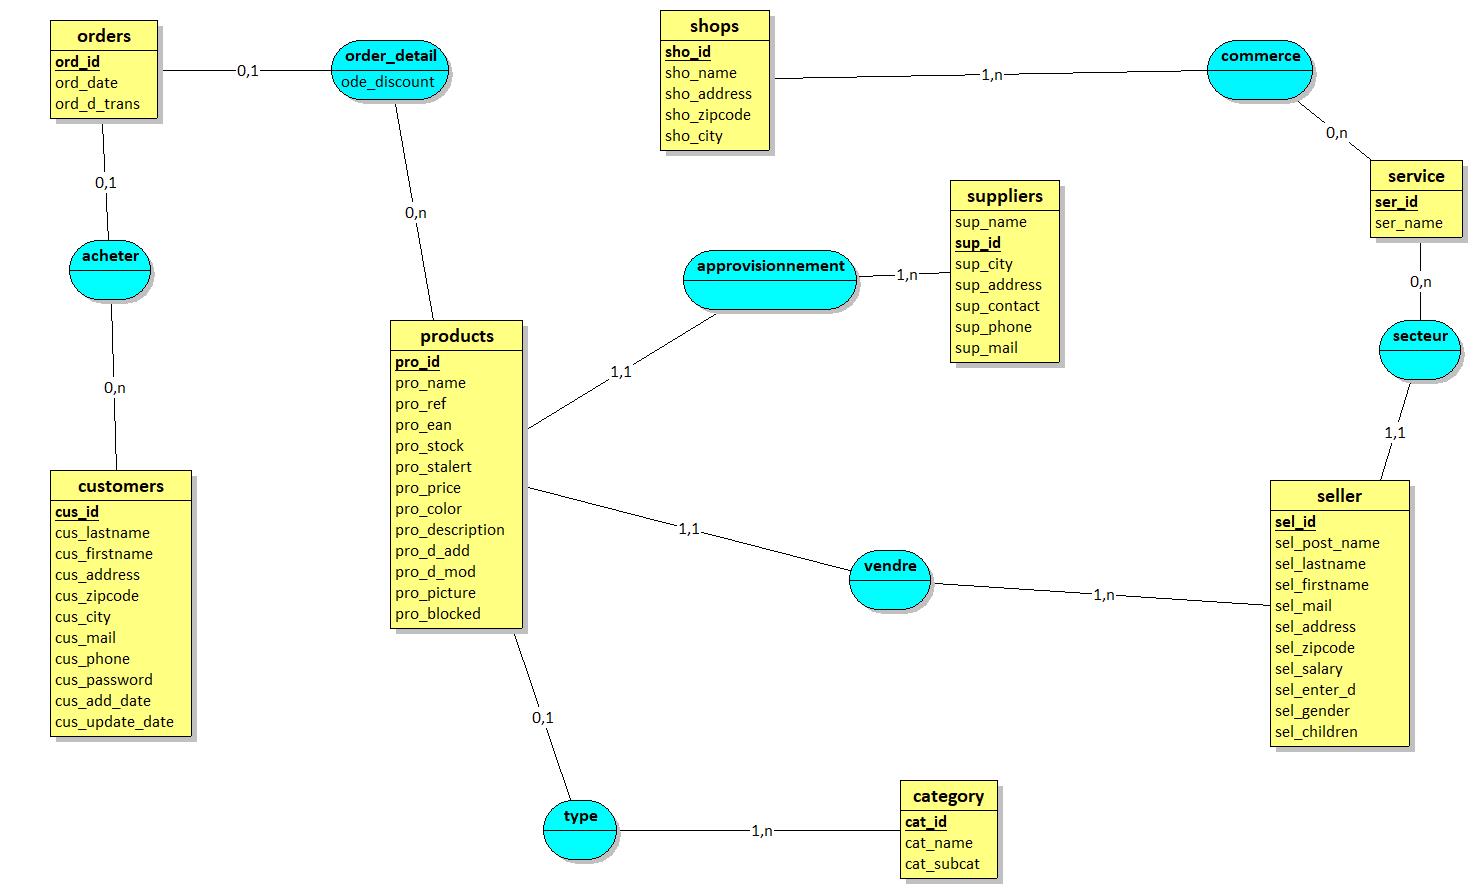 orders
ord_id
ord_date
ord_d_trans
0,1
order_detail
ode_discount
shops
sho_id
sho_name
sho_address
sho_zipcode
sho_city
1,n
commerce
0,n
service
ser_id
ser_name
0,1
0,n
suppliers
sup_name
sup_id
sup_city
sup_address
sup_contact
sup_phone
sup_mail
acheter
approvisionnement
1,n
0,n
secteur
products
pro_id
pro_name
pro_ref
pro_ean
pro_stock
pro_stalert
pro_price
pro_color
pro_description
pro_d_add
pro_d_mod
pro_picture
pro_blocked
1,1
0,n
1,1
customers
cus_id
cus_lastname
cus_firstname
cus_address
cus_zipcode
cus_city
cus_mail
cus_phone
cus_password
cus_add_date
cus_update_date
1,1
vendre
1,n
seller
sel_id
sel_post_name
sel_lastname
sel_firstname
sel_mail
sel_address
sel_zipcode
sel_salary
sel_enter_d
sel_gender
sel_children
0,1
type
1,n
category
cat_id
cat_name
cat_subcat